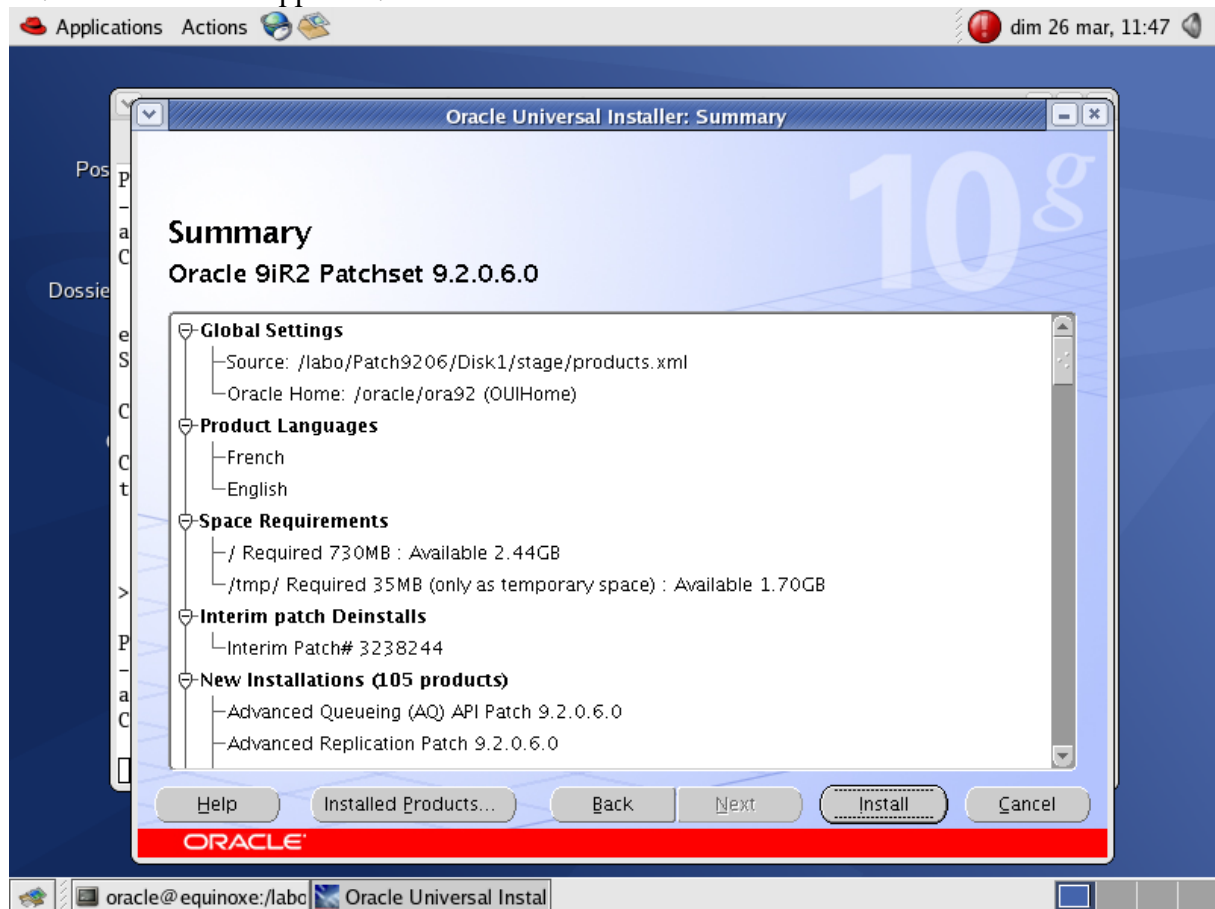 Applications Actions dim 26 mar, 11:47
Oracle Universal Installer: Summary
10g
Summary
Oracle 9iR2 Patchset 9.2.0.6.0
Global Settings
Source: /labo/Patch9206/Disk1/stage/products.xml
Oracle Home: /oracle/ora92 (OUIHome)
Product Languages
French
English
Space Requirements
/ Required 730MB : Available 2.44GB
/tmp/ Required 35MB (only as temporary space) : Available 1.70GB
Interim patch Deinstalls
Interim Patch# 3238244
New Installations (105 products)
Advanced Queueing (AQ) API Patch 9.2.0.6.0
Advanced Replication Patch 9.2.0.6.0
Help Installed Products... Back Next Install Cancel
ORACLE
Pos
Dossie
P
-
a
C
e
S
C
C
t
>
P
-
a
C
oracle@equinoxe:/labo Oracle Universal Instal